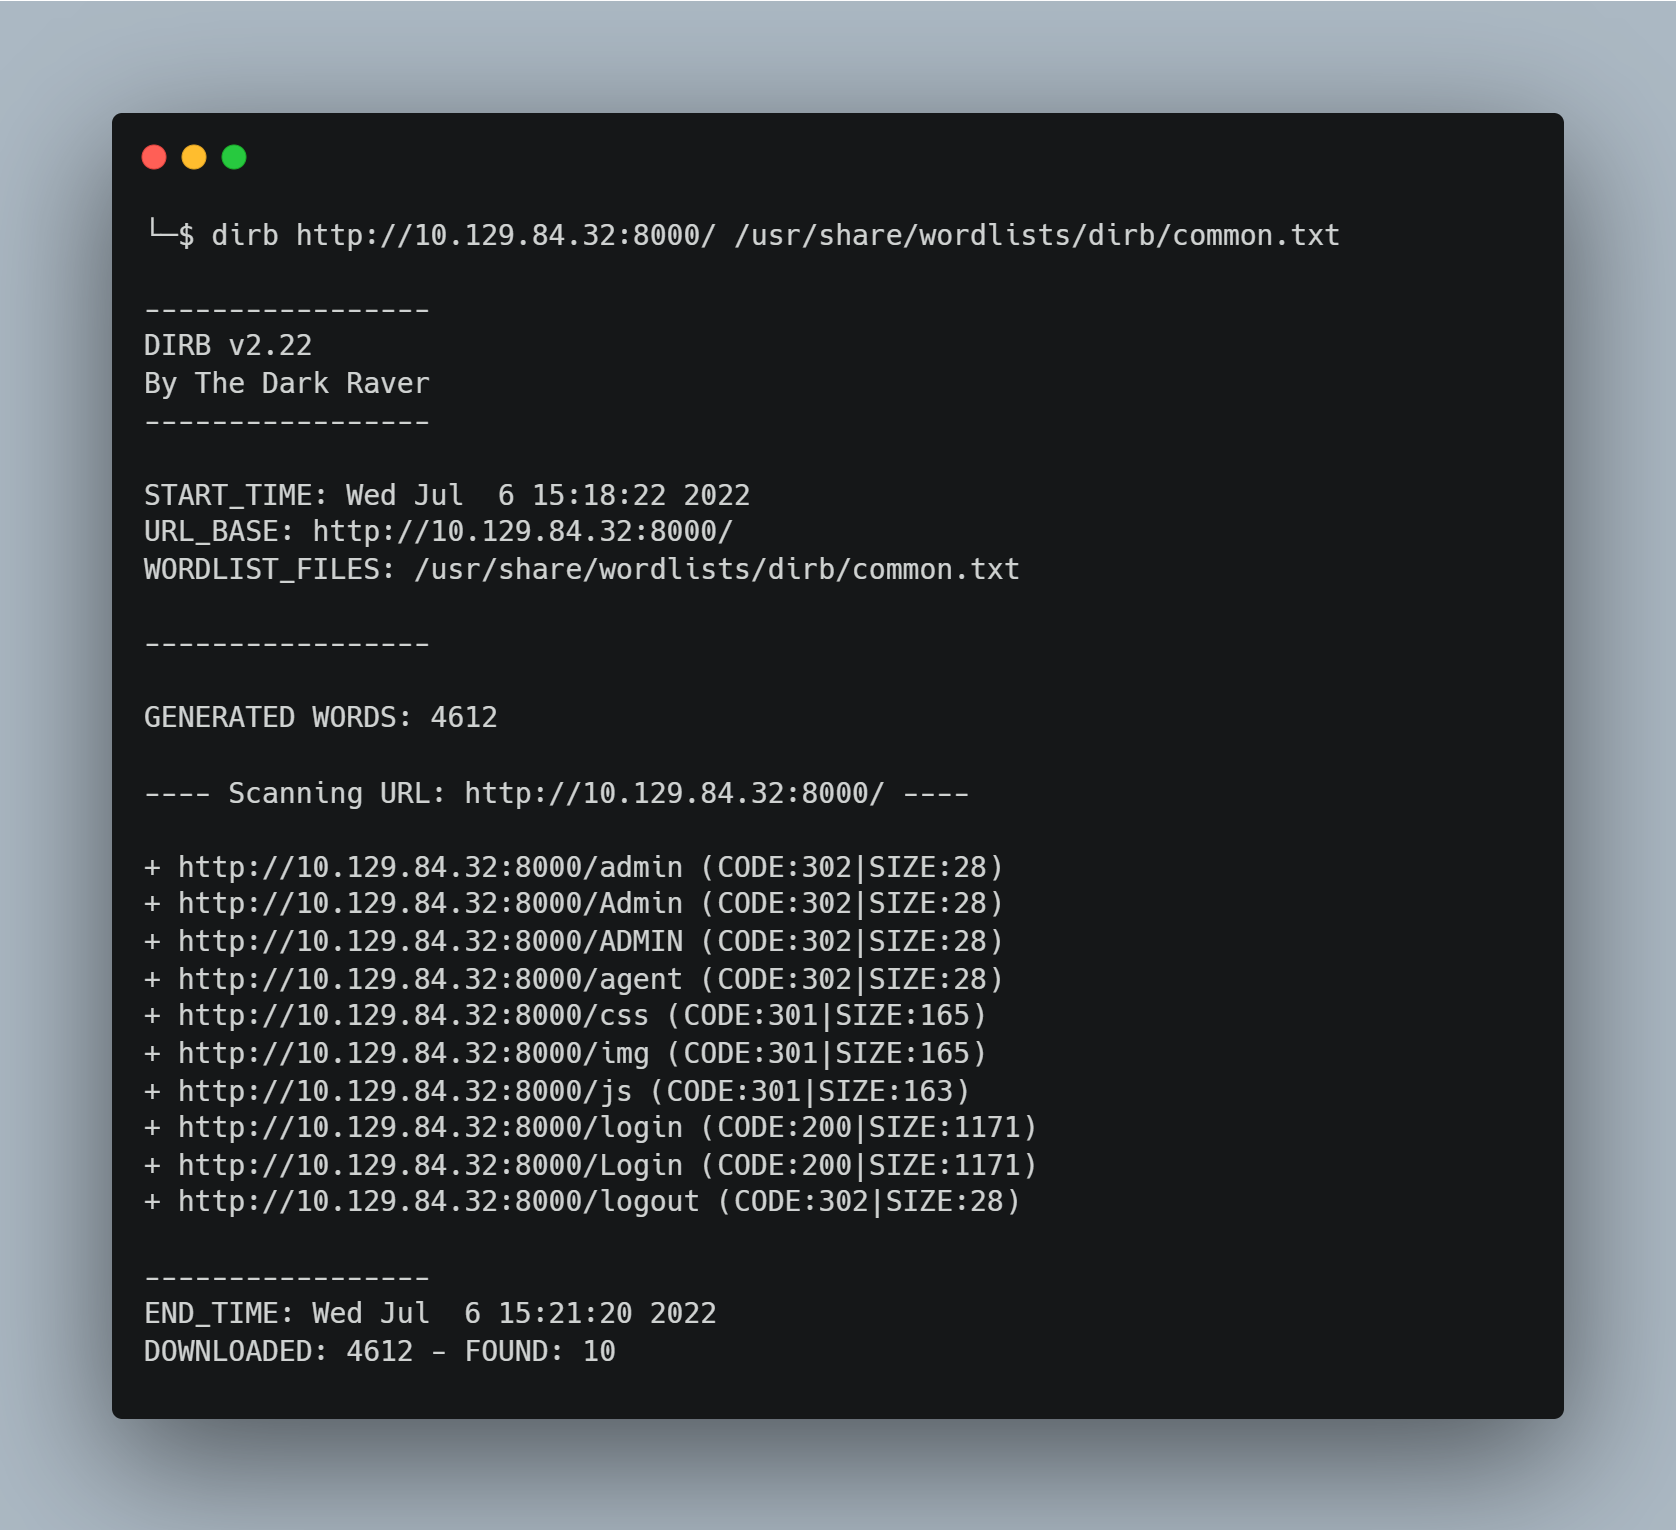 └─$ dirb http://10.129.84.32:8000/ /usr/share/wordlists/dirb/common.txt
-----------------
DIRB v2.22
By The Dark Raver
-----------------
START_TIME: Wed Jul  6 15:18:22 2022
URL_BASE: http://10.129.84.32:8000/
WORDLIST_FILES: /usr/share/wordlists/dirb/common.txt
-----------------
GENERATED WORDS: 4612
---- Scanning URL: http://10.129.84.32:8000/ ----
+ http://10.129.84.32:8000/admin (CODE:302|SIZE:28)
+ http://10.129.84.32:8000/Admin (CODE:302|SIZE:28)
+ http://10.129.84.32:8000/ADMIN (CODE:302|SIZE:28)
+ http://10.129.84.32:8000/agent (CODE:302|SIZE:28)
+ http://10.129.84.32:8000/css (CODE:301|SIZE:165)
+ http://10.129.84.32:8000/img (CODE:301|SIZE:165)
+ http://10.129.84.32:8000/js (CODE:301|SIZE:163)
+ http://10.129.84.32:8000/login (CODE:200|SIZE:1171)
+ http://10.129.84.32:8000/Login (CODE:200|SIZE:1171)
+ http://10.129.84.32:8000/logout (CODE:302|SIZE:28)
-----------------
END_TIME: Wed Jul  6 15:21:20 2022
DOWNLOADED: 4612 - FOUND: 10